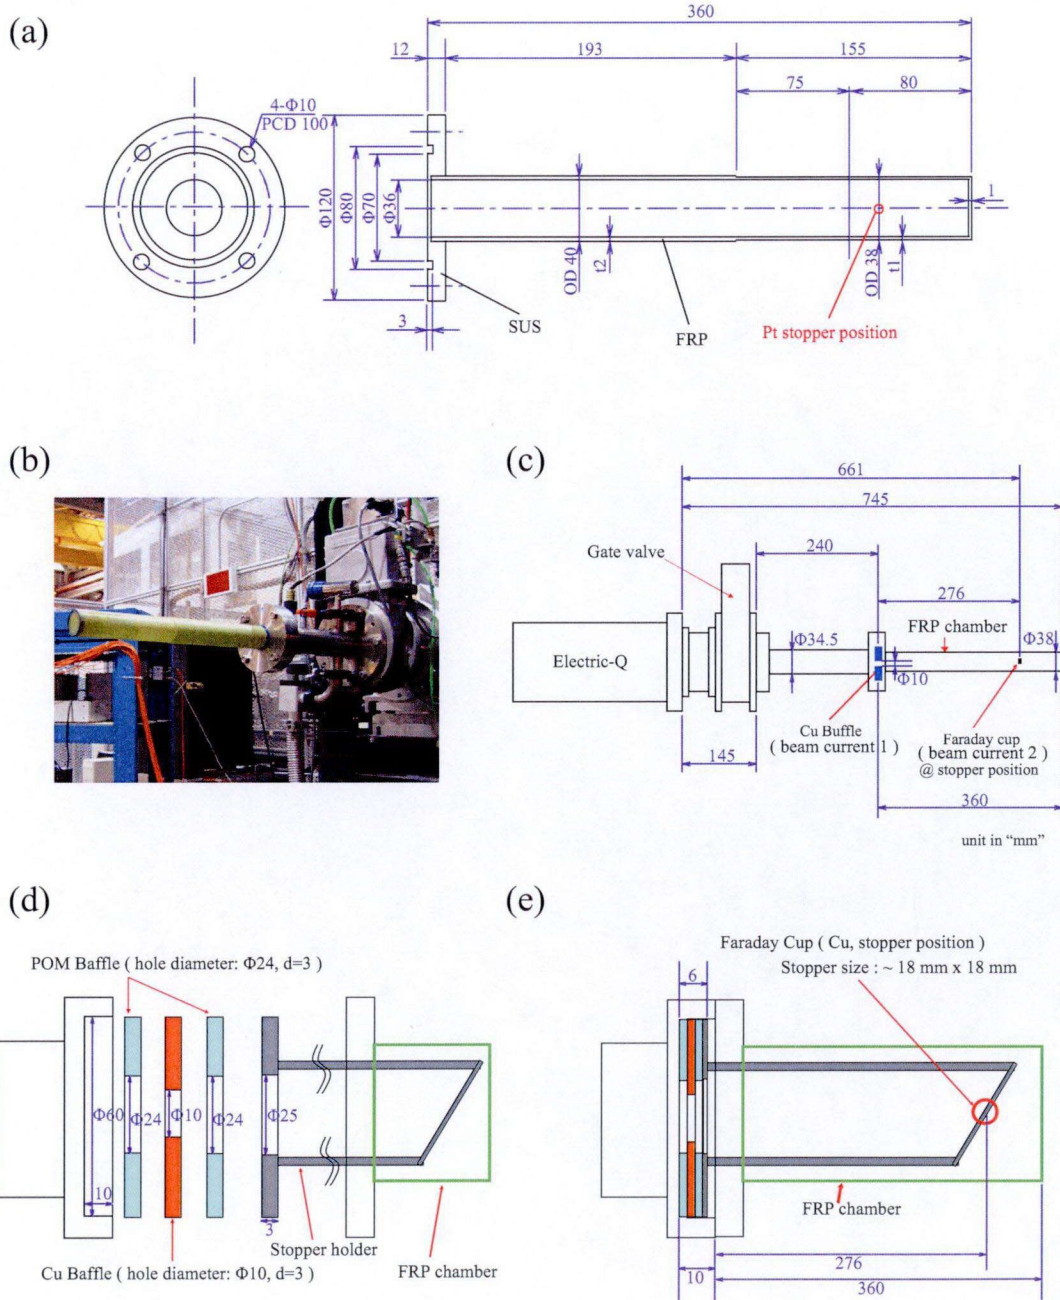 (a)
360
12
193
155
75
80
4-Φ10
PCD 100
Φ120
Φ80
Φ70
Φ36
1
OD 40
t2
OD 38
t1
3
SUS
FRP
Pt stopper position
(b)
(c)
661
745
Gate valve
240
276
FRP chamber
Φ34.5
Φ38
Electric-Q
Φ10
Cu Buffle
( beam current 1 )
Faraday cup
( beam current 2 )
@ stopper position
145
360
unit in “mm”
(d)
POM Baffle ( hole diameter: Φ24, d=3 )
Φ60
Φ24
Φ10
Φ24
Φ25
10
3
Stopper holder
Cu Baffle ( hole diameter: Φ10, d=3 )
FRP chamber
(e)
Faraday Cup ( Cu, stopper position )
Stopper size : ~ 18 mm x 18 mm
6
FRP chamber
276
10
360